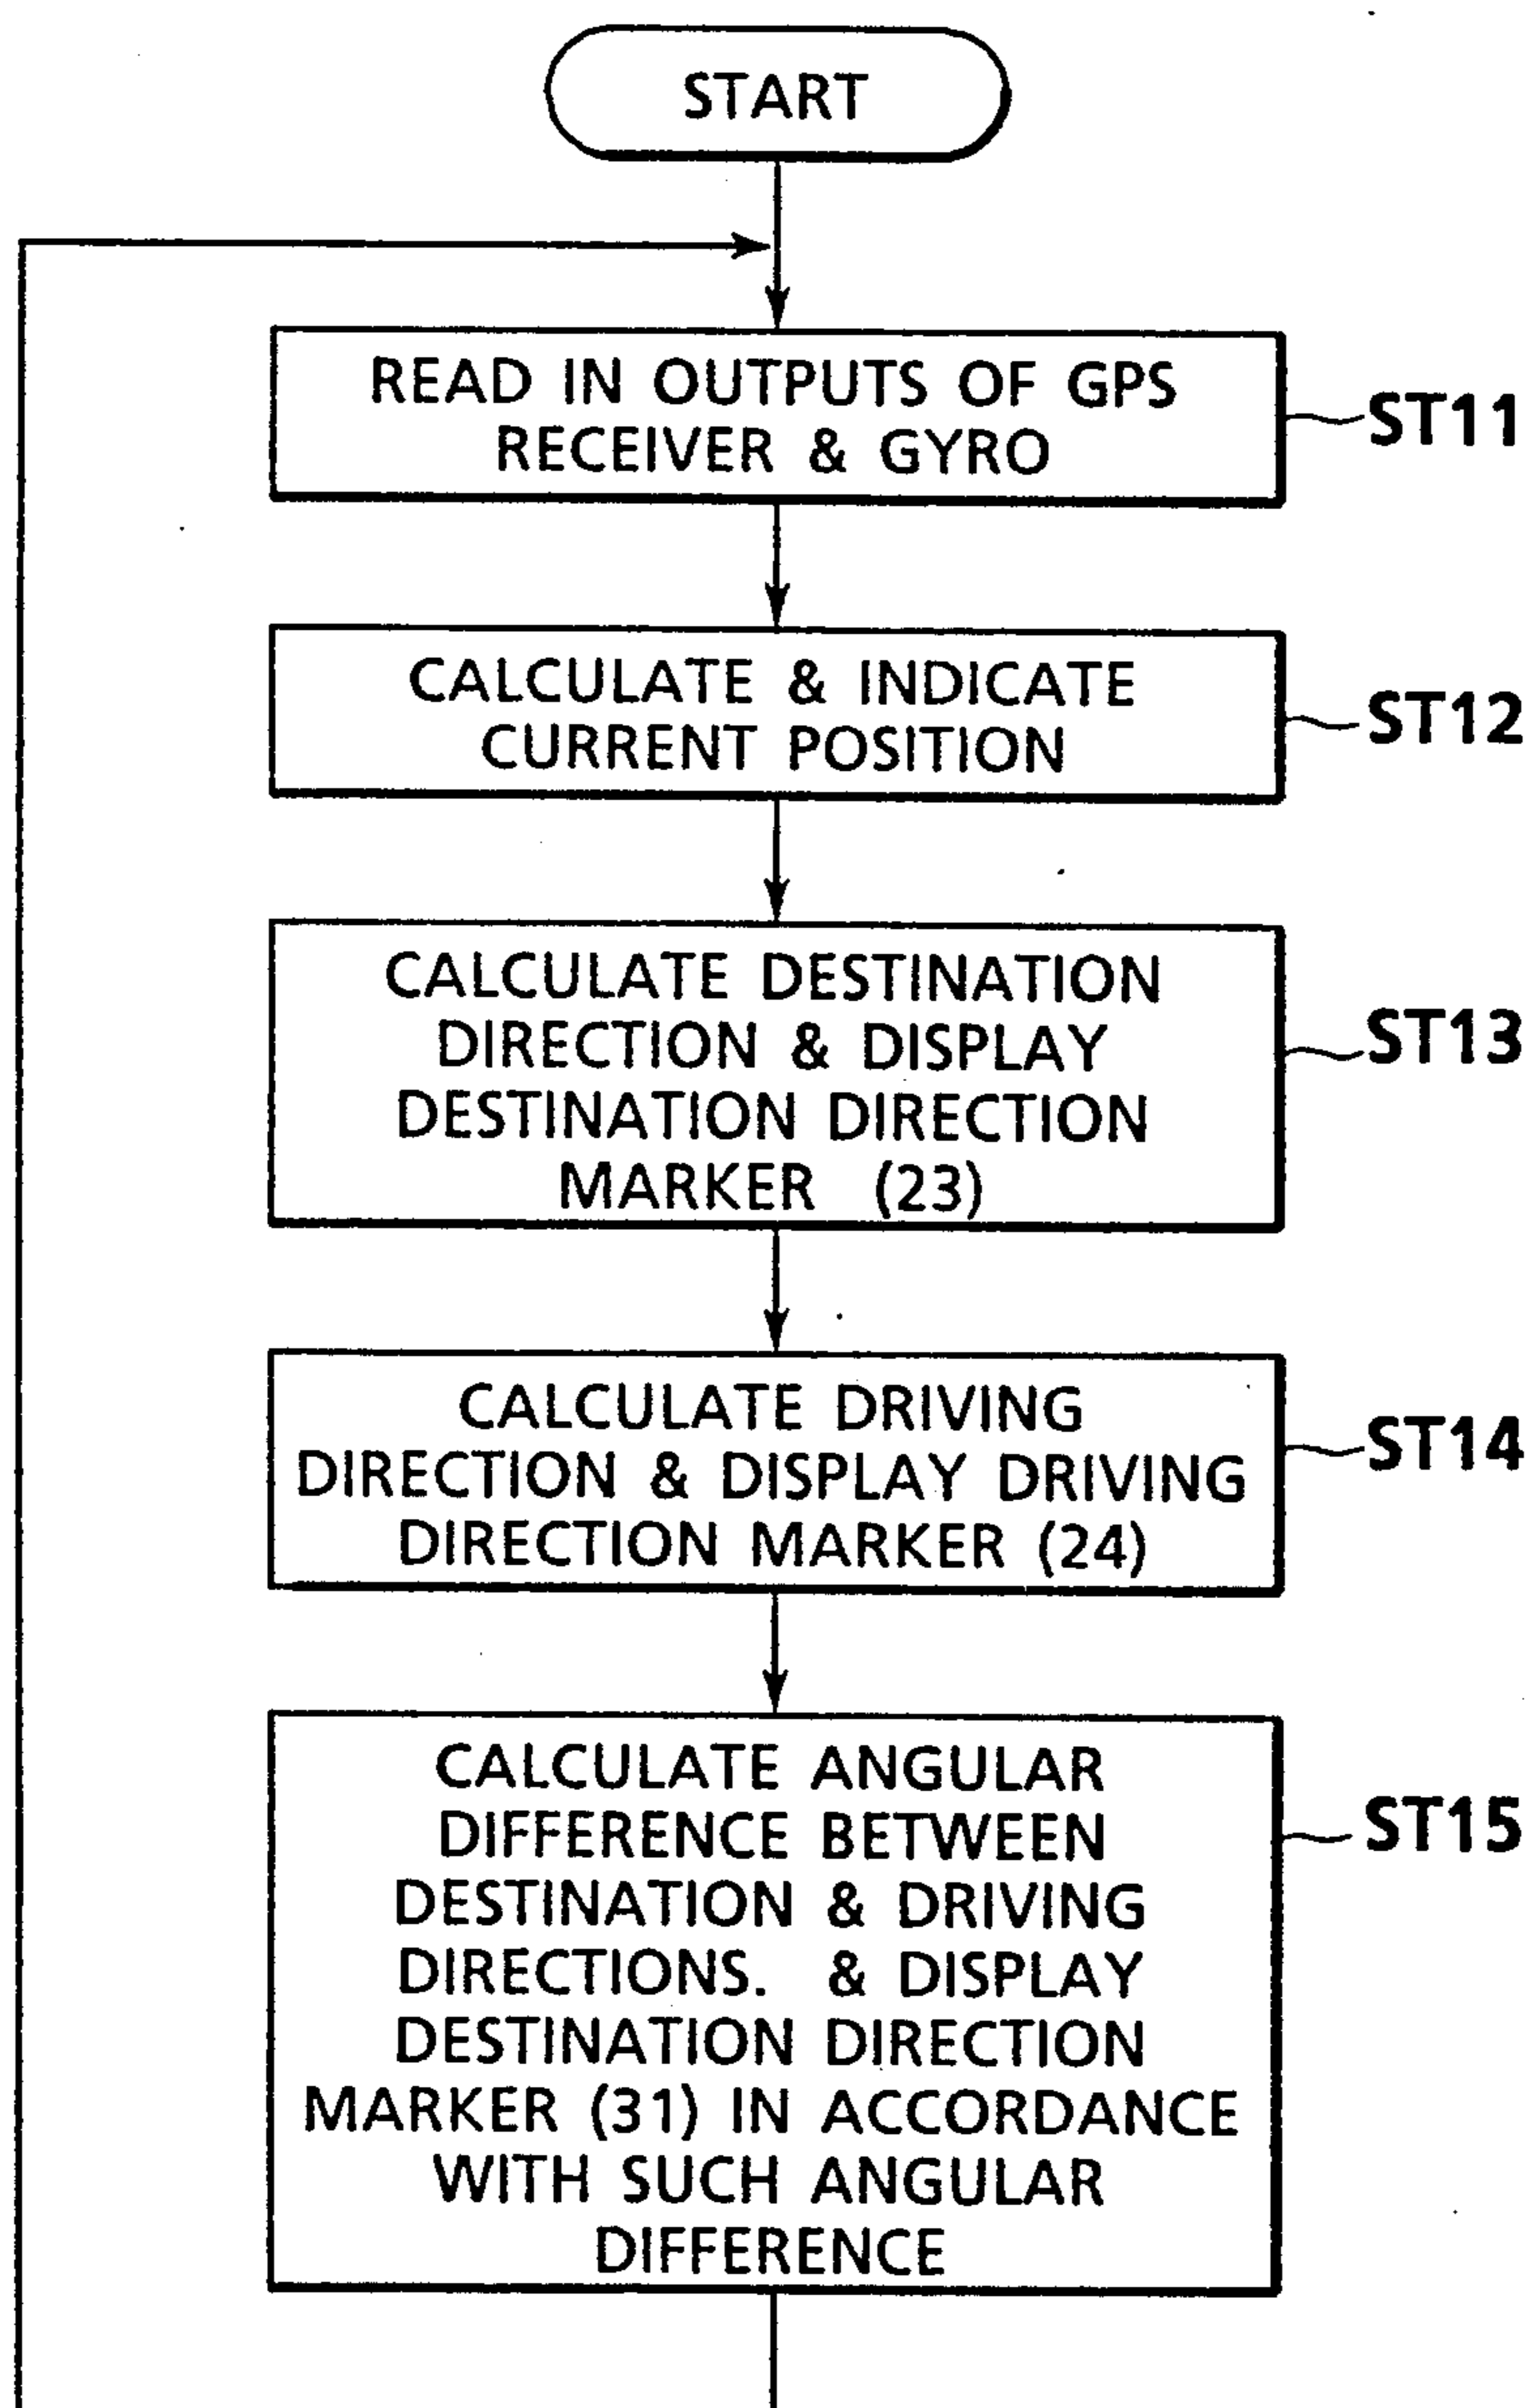 START
READ IN OUTPUTS OF GPS
RECEIVER & GYRO
ST11
CALCULATE & INDICATE
CURRENT POSITION
ST12
CALCULATE DESTINATION
DIRECTION & DISPLAY
DESTINATION DIRECTION
MARKER (23)
ST13
CALCULATE DRIVING
DIRECTION & DISPLAY DRIVING
DIRECTION MARKER (24)
ST14
CALCULATE ANGULAR
DIFFERENCE BETWEEN
DESTINATION & DRIVING
DIRECTIONS. & DISPLAY
DESTINATION DIRECTION
MARKER (31) IN ACCORDANCE
WITH SUCH ANGULAR
DIFFERENCE
ST15